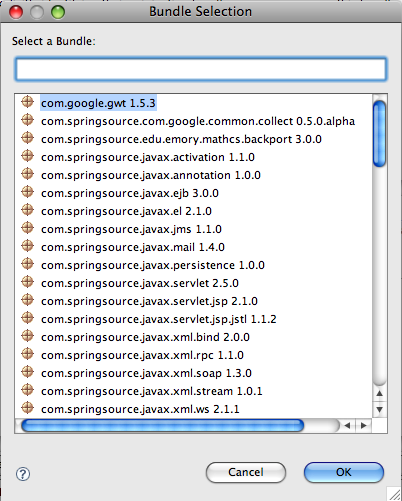 Bundle Selection
Select a Bundle:
com.google.gwt 1.5.3
com.springsource.com.google.common.collect 0.5.0.alpha
com.springsource.edu.emory.mathcs.backport 3.0.0
com.springsource.javax.activation 1.1.0
com.springsource.javax.annotation 1.0.0
com.springsource.javax.ejb 3.0.0
com.springsource.javax.el 2.1.0
com.springsource.javax.jms 1.1.0
com.springsource.javax.mail 1.4.0
com.springsource.javax.persistence 1.0.0
com.springsource.javax.servlet 2.5.0
com.springsource.javax.servlet.jsp 2.1.0
com.springsource.javax.servlet.jsp.jstl 1.1.2
com.springsource.javax.xml.bind 2.0.0
com.springsource.javax.xml.rpc 1.1.0
com.springsource.javax.xml.soap 1.3.0
com.springsource.javax.xml.stream 1.0.1
com.springsource.javax.xml.ws 2.1.1
?
Cancel
OK